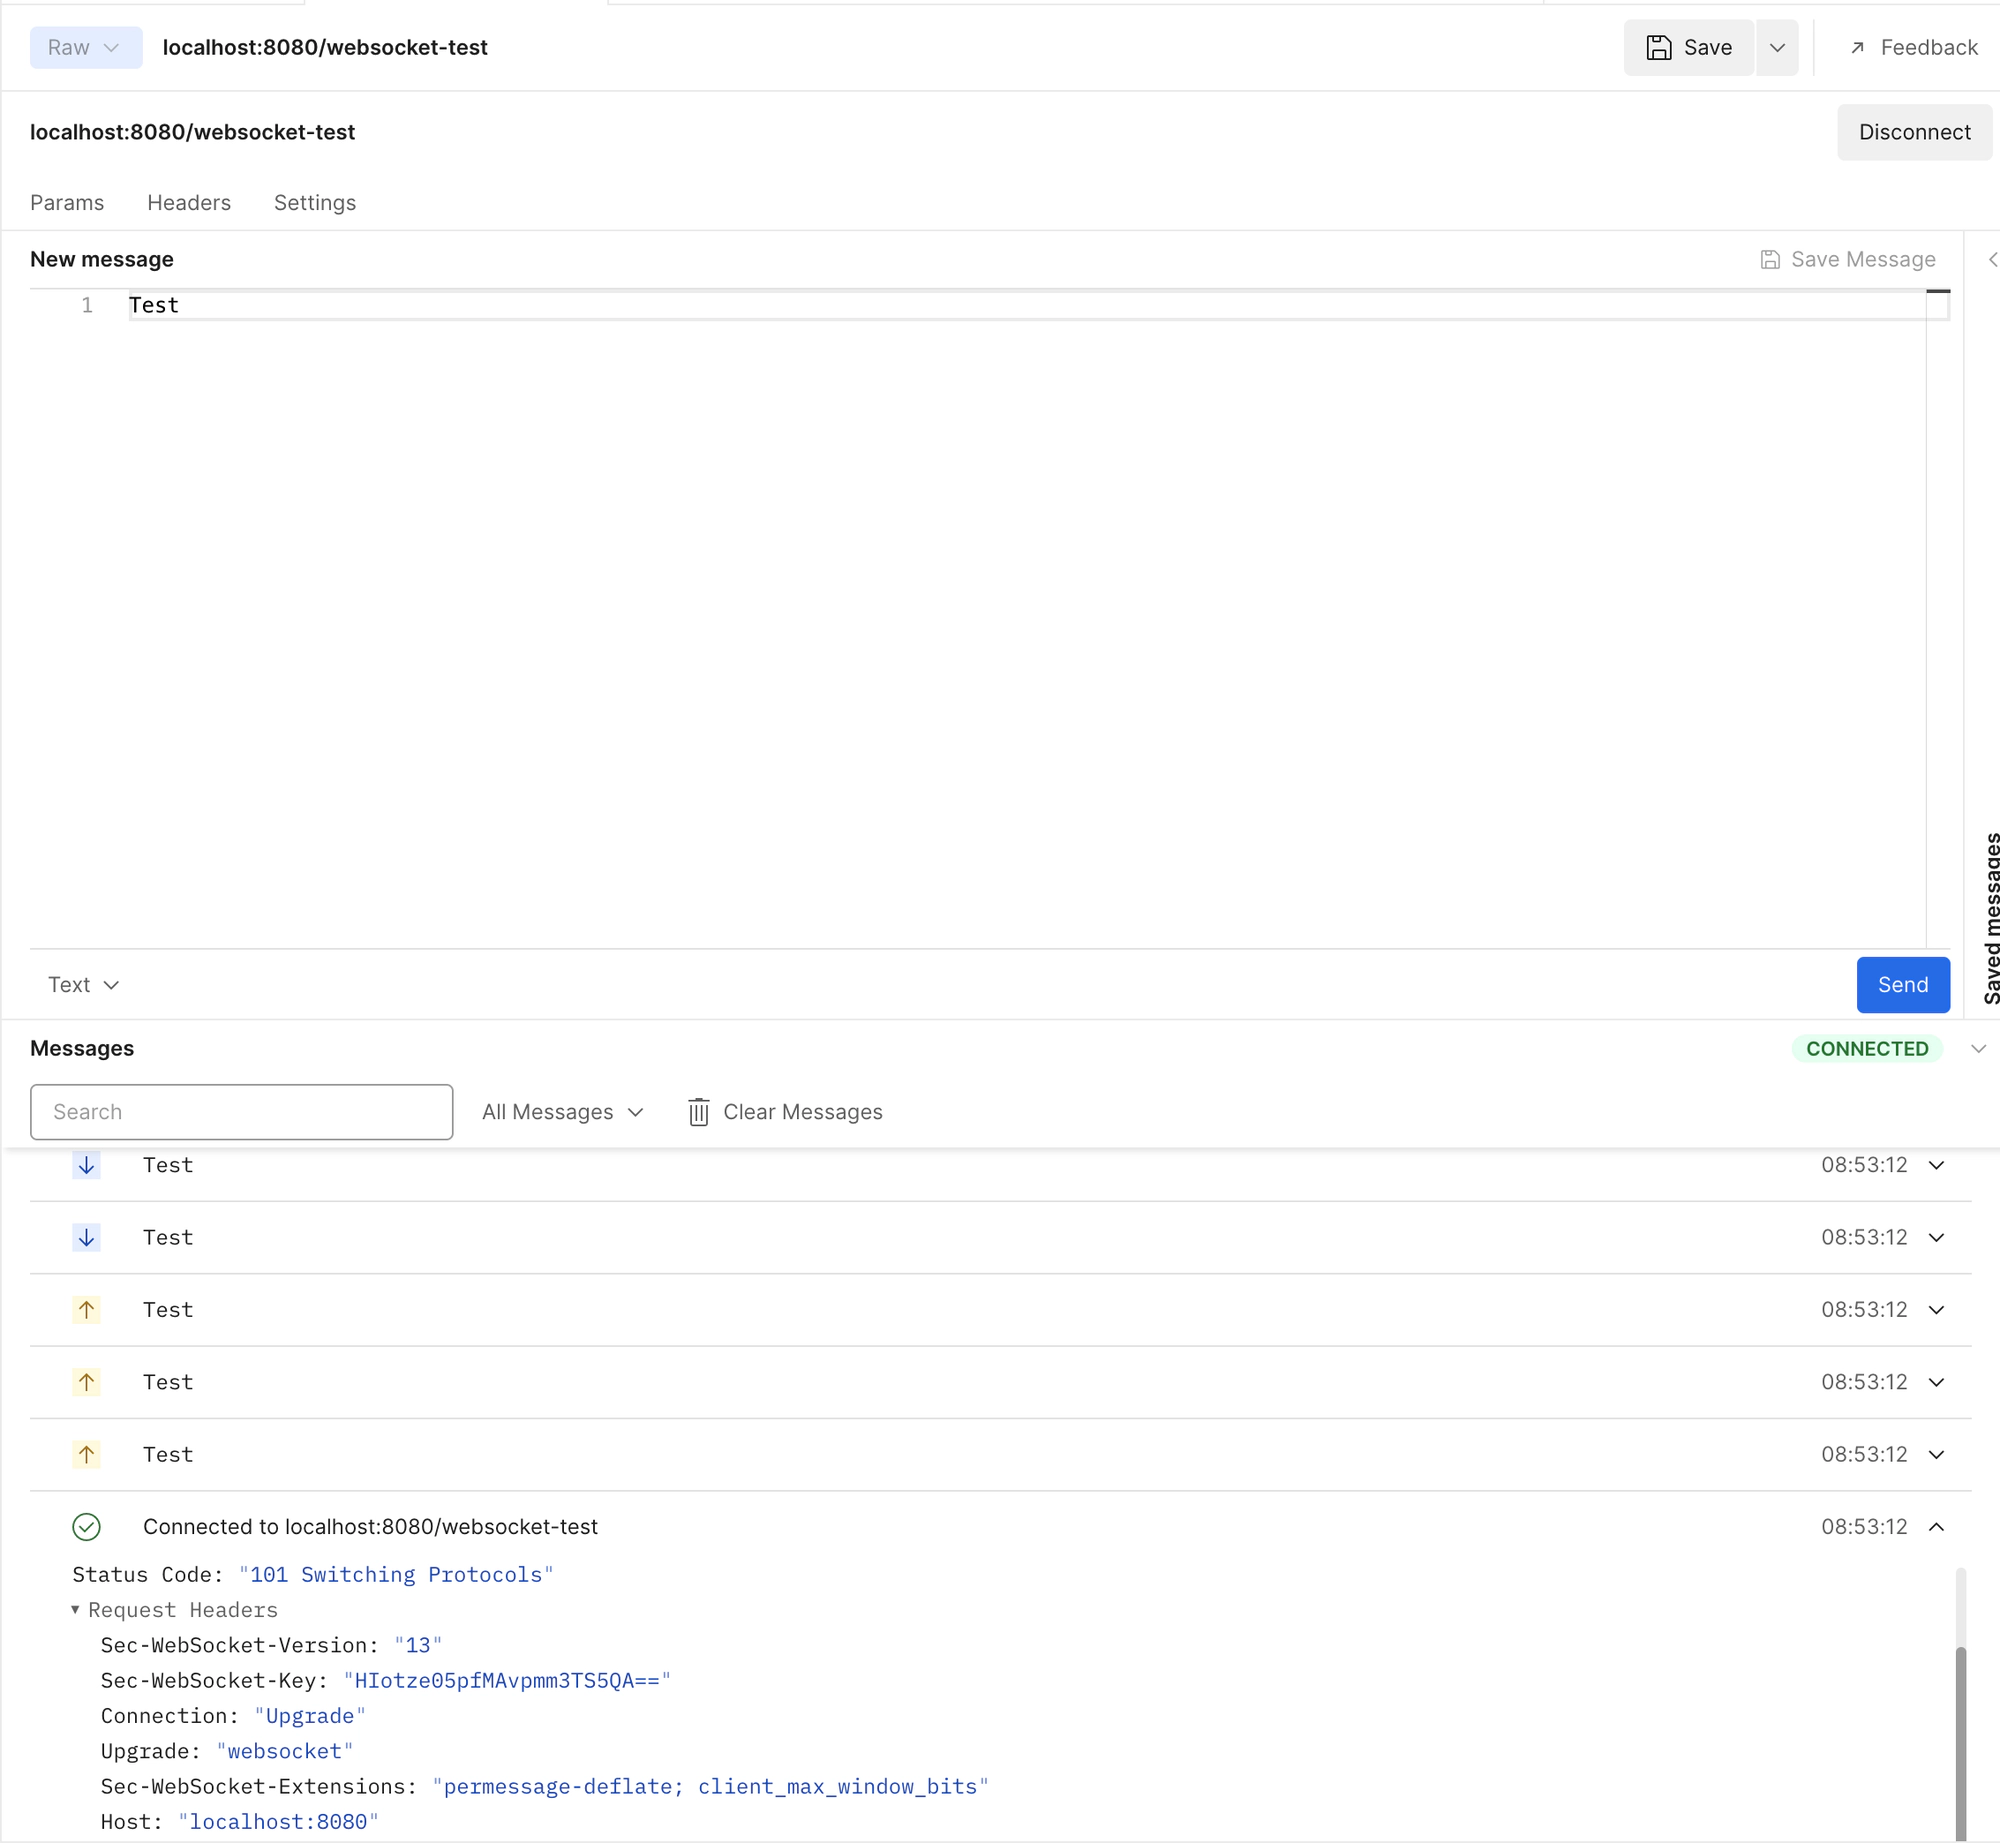 Raw localhost:8080/websocket-test Save Feedback
localhost:8080/websocket-test Disconnect
Params Headers Settings
New message Save Message
1 Test
Saved messages
Text Send
Messages CONNECTED
Search All Messages Clear Messages
Test 08:53:12
Test 08:53:12
Test 08:53:12
Test 08:53:12
Test 08:53:12
Connected to localhost:8080/websocket-test 08:53:12
Status Code: "101 Switching Protocols"
Request Headers
Sec-WebSocket-Version: "13"
Sec-WebSocket-Key: "HIotze05pfMAvpmm3TS5QA=="
Connection: "Upgrade"
Upgrade: "websocket"
Sec-WebSocket-Extensions: "permessage-deflate; client_max_window_bits"
Host: "localhost:8080"